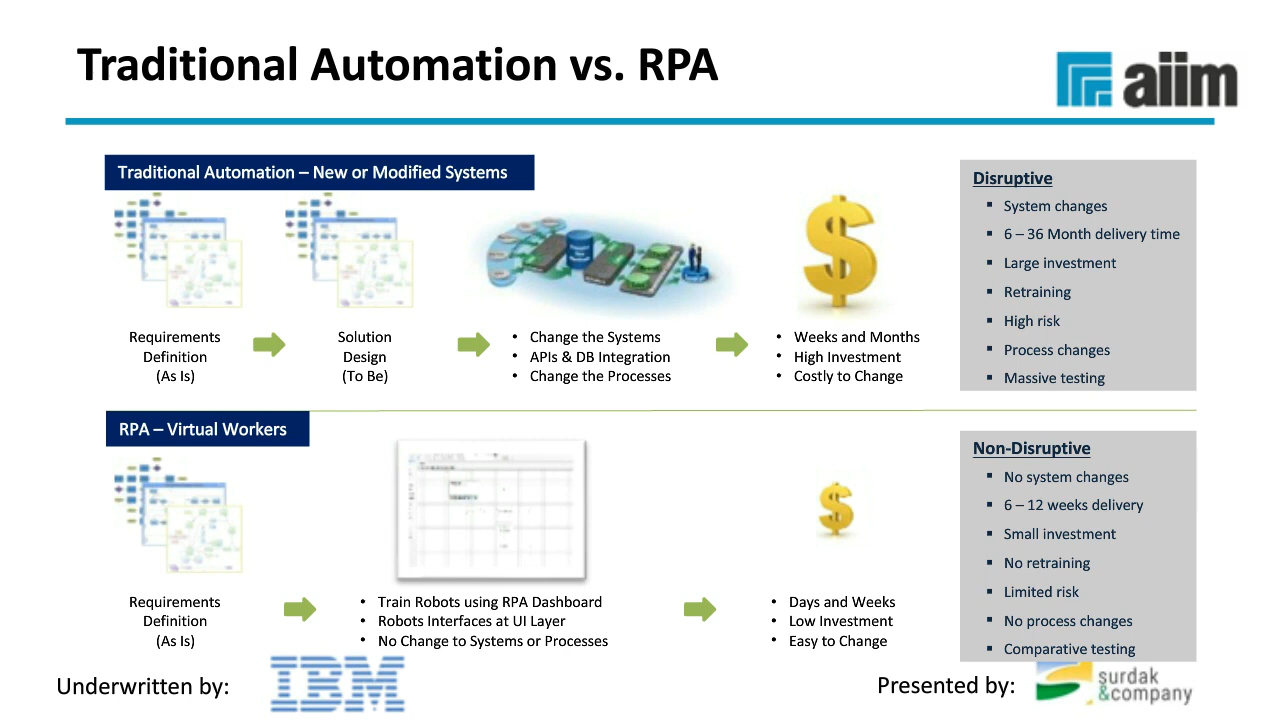 Traditional Automation vs. RPA
aiim
Traditional Automation – New or Modified Systems
Requirements
Definition
(As Is)
Solution
Design
(To Be)
• Change the Systems
• APIs & DB Integration
• Change the Processes
• Weeks and Months
• High Investment
• Costly to Change
Disruptive
▪ System changes
▪ 6 – 36 Month delivery time
▪ Large investment
▪ Retraining
▪ High risk
▪ Process changes
▪ Massive testing
RPA – Virtual Workers
Requirements
Definition
(As Is)
• Train Robots using RPA Dashboard
• Robots Interfaces at UI Layer
• No Change to Systems or Processes
• Days and Weeks
• Low Investment
• Easy to Change
Non-Disruptive
▪ No system changes
▪ 6 – 12 weeks delivery
▪ Small investment
▪ No retraining
▪ Limited risk
▪ No process changes
▪ Comparative testing
Underwritten by:
IBM
Presented by:
surdak
&company